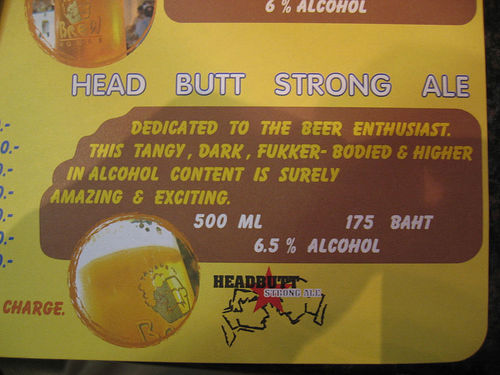 6 % ALCOHOL
BREW
HEAD BUTT STRONG ALE
DEDICATED TO THE BEER ENTHUSIAST.
THIS TANGY, DARK, FUKKER- BODIED & HIGHER
IN ALCOHOL CONTENT IS SURELY
AMAZING & EXCITING.
500 ML 175 BAHT
6.5 % ALCOHOL
HEADBUTT
STRONG ALE
CHARGE.